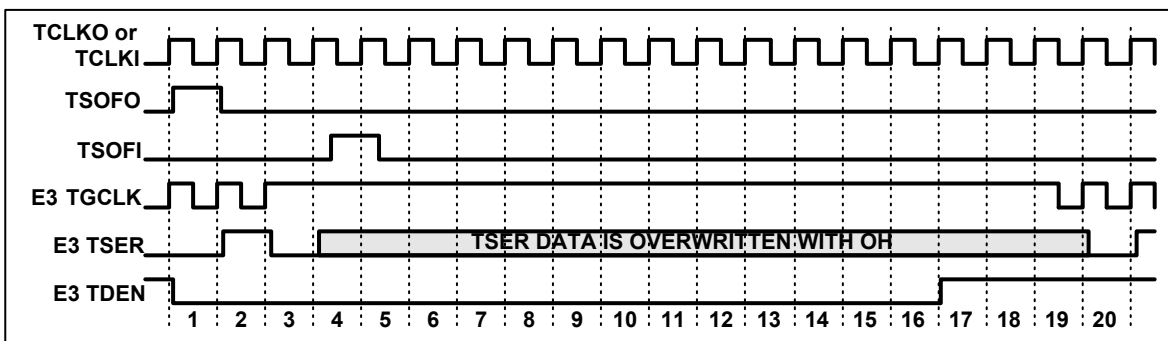 TCLKO or
TCLKI
TSOFO
TSOFI
E3 TGCLK
E3 TSER TSER DATA IS OVERWRITTEN WITH OH
E3 TDEN
1 2 3 4 5 6 7 8 9 10 11 12 13 14 15 16 17 18 19 20